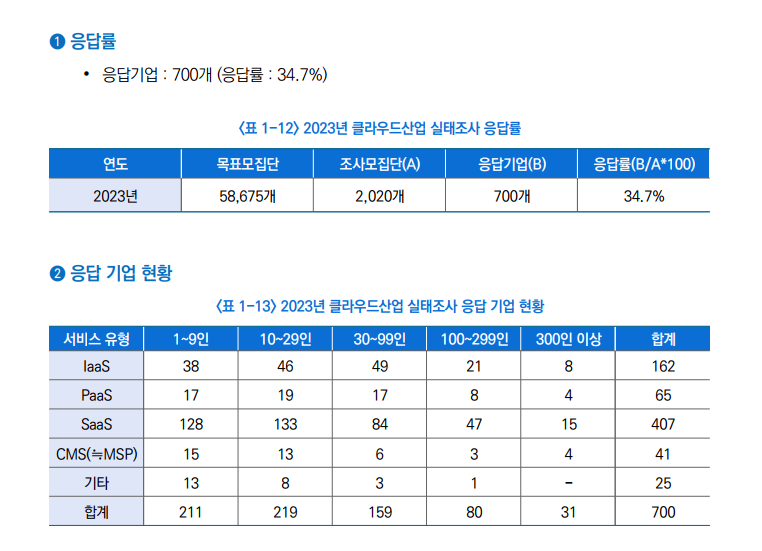 ❶ 응답률
• 응답기업 : 700개 (응답률 : 34.7%)
〈표 1-12〉 2023년 클라우드산업 실태조사 응답률
연도 목표모집단 조사모집단(A) 응답기업(B) 응답률(B/A*100)
2023년 58,675개 2,020개 700개 34.7%
❷ 응답 기업 현황
〈표 1-13〉 2023년 클라우드산업 실태조사 응답 기업 현황
서비스 유형 1~9인 10~29인 30~99인 100~299인 300인 이상 합계
IaaS 38 46 49 21 8 162
PaaS 17 19 17 8 4 65
SaaS 128 133 84 47 15 407
CMS(≒MSP) 15 13 6 3 4 41
기타 13 8 3 1 - 25
합계 211 219 159 80 31 700